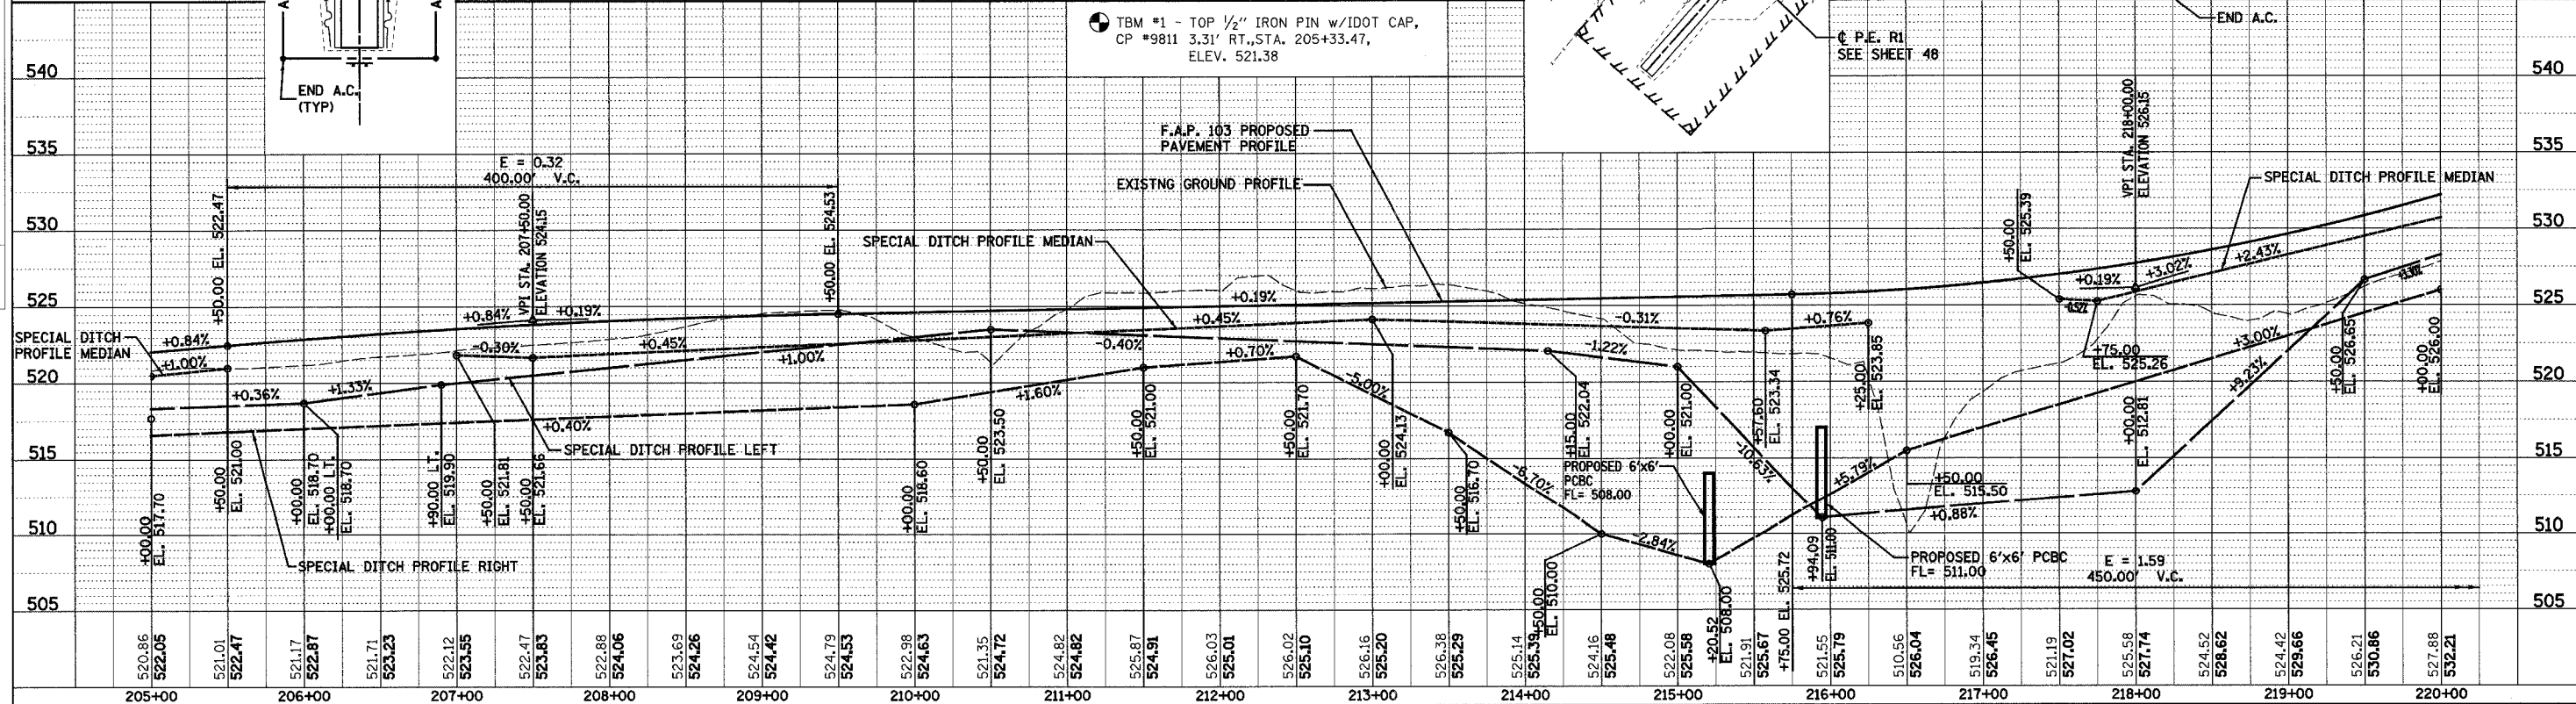 A
A
END A.C.
(TYP)
TBM #1 - TOP 1/2" IRON PIN w/IDOT CAP,
CP #9811 3.31' RT.,STA. 205+33.47,
ELEV. 521.38
℄ P.E. R1
SEE SHEET 48
END A.C.
540
535
530
525
520
515
510
505
540
535
530
525
520
515
510
505
E = 0.32
400.00' V.C.
+50.00 EL. 522.47
VPI STA. 207+50.00
ELEVATION 524.15
+50.00 EL. 524.53
F.A.P. 103 PROPOSED
PAVEMENT PROFILE
EXISTNG GROUND PROFILE
SPECIAL DITCH PROFILE MEDIAN
VPI STA. 218+00.00
ELEVATION 526.15
SPECIAL DITCH PROFILE MEDIAN
+50.00
EL. 525.39
SPECIAL DITCH
PROFILE MEDIAN
+0.84%
+1.00%
+0.84%
+0.19%
-0.30%
+0.45%
+1.00%
+0.36%
+1.33%
+0.40%
+0.19%
+0.45%
-0.40%
+0.70%
+1.60%
-5.00%
-0.31%
+0.76%
-1.22%
-10.63%
-6.70%
-2.84%
+5.79%
+0.88%
+0.19%
+3.02%
+2.43%
+3.00%
+9.23%
+75.00
EL. 525.26
+00.00
EL. 517.70
+50.00
EL. 521.00
+00.00
EL. 518.70
+00.00 LT.
EL. 518.70
+90.00 LT.
EL. 519.90
+50.00
EL. 521.81
+50.00
EL. 521.66
SPECIAL DITCH PROFILE LEFT
SPECIAL DITCH PROFILE RIGHT
+00.00
EL. 518.60
+50.00
EL. 523.50
+50.00
EL. 521.00
+50.00
EL. 521.70
+00.00
EL. 524.13
+50.00
EL. 516.70
+15.00
EL. 522.04
+00.00
EL. 521.00
+57.60
EL. 523.34
+25.00
EL. 523.85
PROPOSED 6'x6'
PCBC
FL= 508.00
+50.00
EL. 510.00
+20.52
EL. 508.00
+75.00 EL. 525.72
+94.09
EL. 511.00
+50.00
EL. 515.50
PROPOSED 6'x6' PCBC
FL= 511.00
E = 1.59
450.00' V.C.
+00.00
EL. 512.81
+50.00
EL. 526.65
+00.00
EL. 526.00
520.86
522.05
521.01
522.47
521.17
522.87
521.71
523.23
522.12
523.55
522.47
523.83
522.88
524.06
523.69
524.26
524.54
524.42
524.79
524.53
522.98
524.63
521.35
524.72
524.82
524.82
525.87
524.91
526.03
525.01
526.02
525.10
526.16
525.20
526.38
525.29
525.14
525.39
524.16
525.48
522.08
525.58
521.91
525.67
521.55
525.79
510.56
526.04
519.34
526.45
521.19
527.02
525.58
527.74
524.52
528.62
524.42
529.66
526.21
530.86
527.88
532.21
205+00
206+00
207+00
208+00
209+00
210+00
211+00
212+00
213+00
214+00
215+00
216+00
217+00
218+00
219+00
220+00